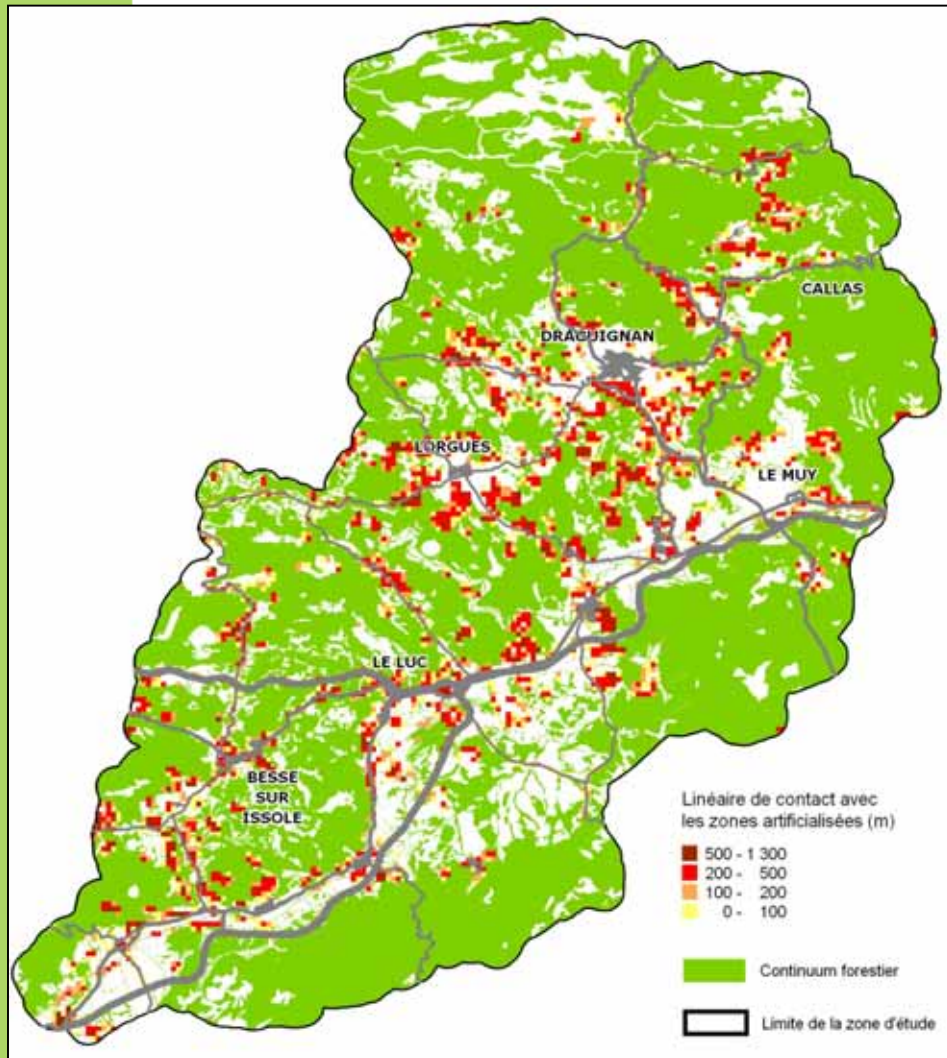 CALLAS
DRAGUIGNAN
LORGUES
LE MUY
LE LUC
BESSE
SUR
ISSOLE
Linéaire de contact avec
les zones artificialisées (m)
500 - 1 300
200 - 500
100 - 200
0 - 100
Continuum forestier
Limite de la zone d'étude